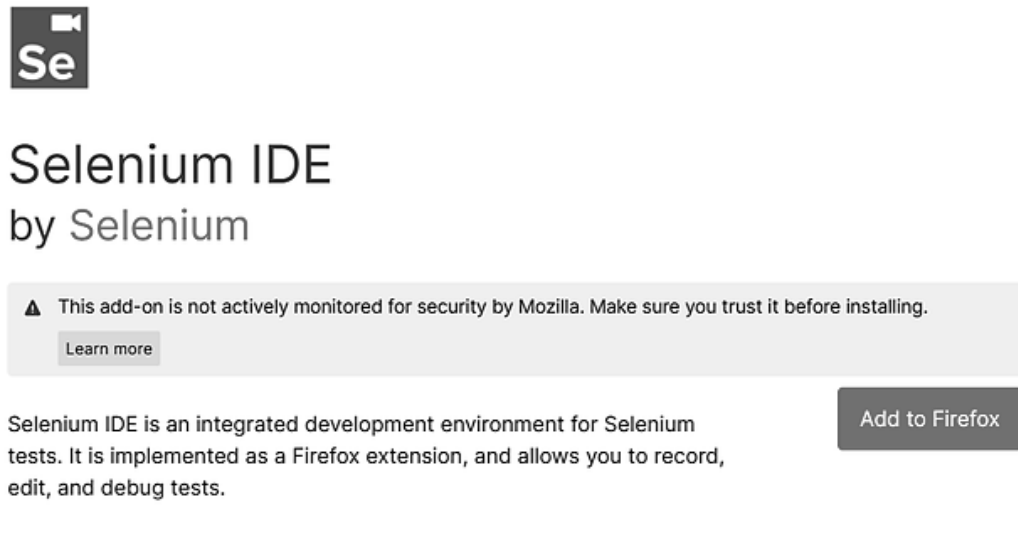 Se
Selenium IDE
by Selenium
This add-on is not actively monitored for security by Mozilla. Make sure you trust it before installing.
Learn more
Add to Firefox
Selenium IDE is an integrated development environment for Selenium
tests. It is implemented as a Firefox extension, and allows you to record,
edit, and debug tests.